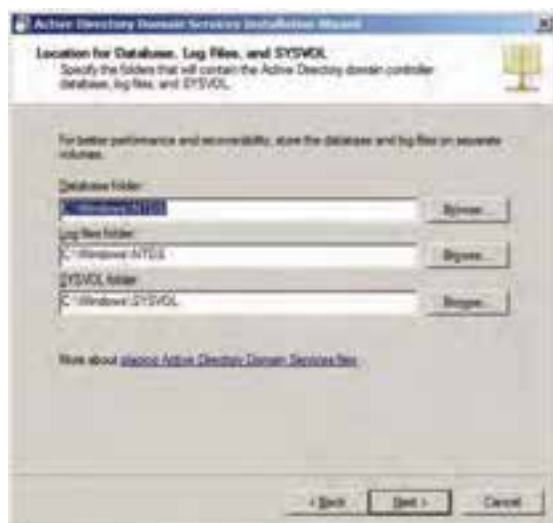 Active Directory Domain Services Installation Wizard
Location for Database, Log Files, and SYSVOL
Specify the folders that will contain the Active Directory domain controller
database, log files, and SYSVOL.
For better performance and recoverability, store the database and log files on separate
volumes.
Database folder:
C:\Windows\NTDS
Browse...
Log files folder:
C:\Windows\NTDS
Browse...
SYSVOL folder:
C:\Windows\SYSVOL
Browse...
More about placing Active Directory Domain Services files
< Back
Next >
Cancel